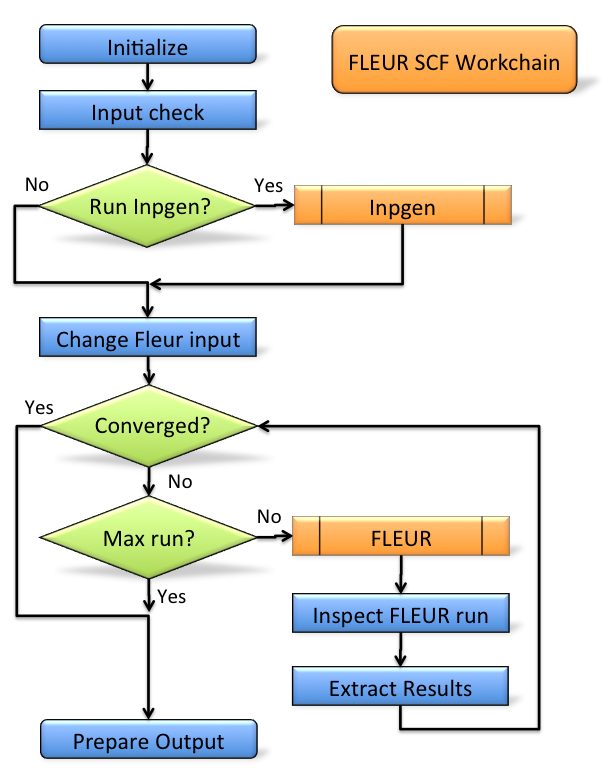 Initialize
FLEUR SCF Workchain
Input check
No
Yes
Run Inpgen?
Inpgen
Change Fleur input
Yes
Converged?
No
No
Max run?
FLEUR
Yes
Inspect FLEUR run
Extract Results
Prepare Output